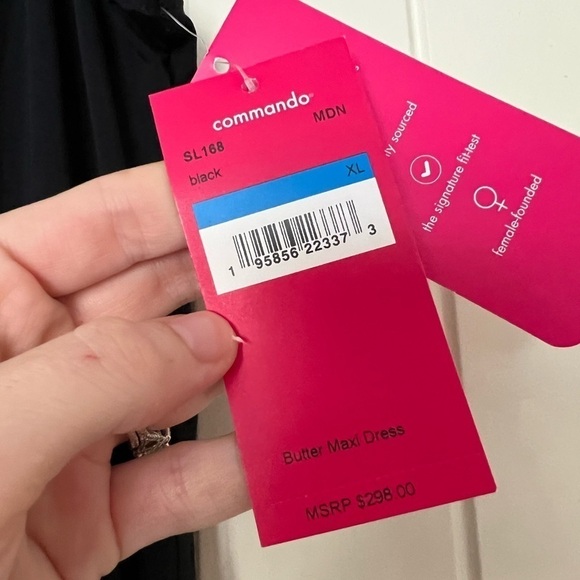 commando®
SL168 MDN
black
XL
1 95856 22337 3
Butter Maxi Dress
MSRP $298.00
sourced
the signature fit-test
female-founded